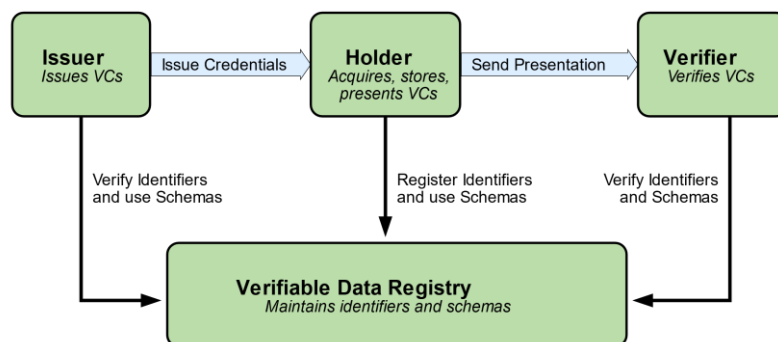 Issuer
Issues VCs
Issue Credentials
Holder
Acquires, stores,
presents VCs
Send Presentation
Verifier
Verifies VCs
Verify Identifiers
and use Schemas
Register Identifiers
and use Schemas
Verify Identifiers
and Schemas
Verifiable Data Registry
Maintains identifiers and schemas